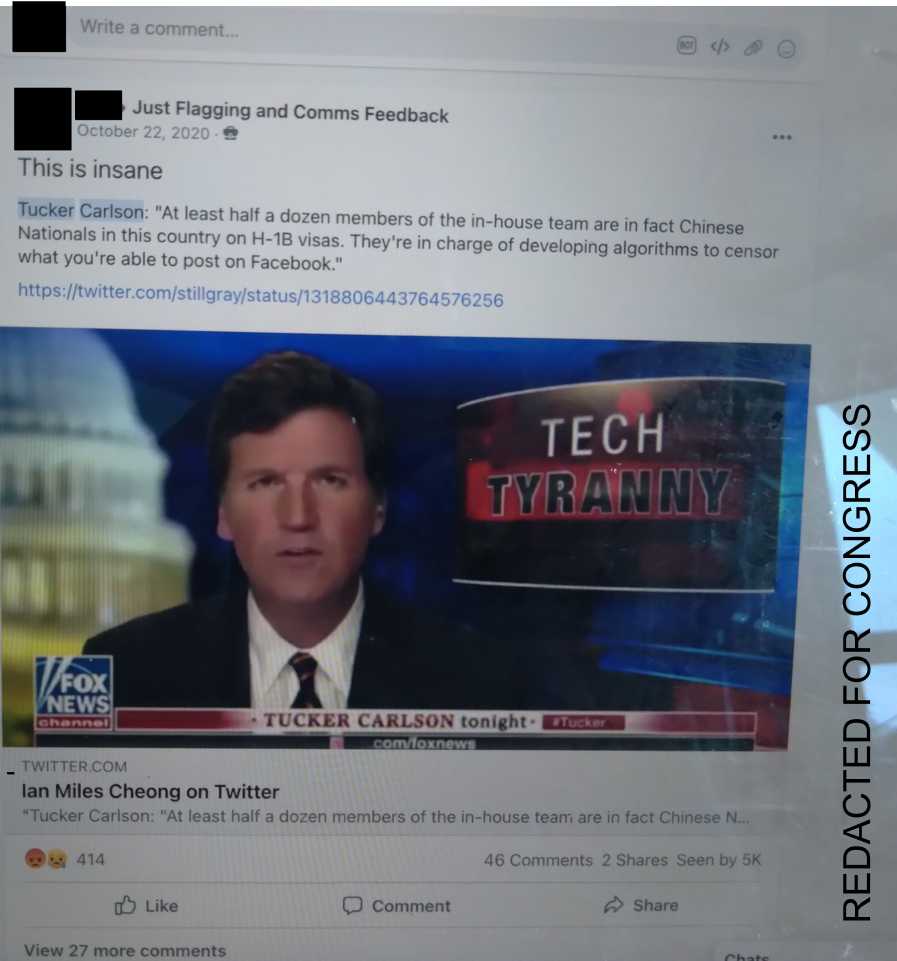 Write a comment...
Just Flagging and Comms Feedback
October 22, 2020 ·
This is insane
Tucker Carlson: "At least half a dozen members of the in-house team are in fact Chinese
Nationals in this country on H-1B visas. They're in charge of developing algorithms to censor
what you're able to post on Facebook."
https://twitter.com/stillgray/status/1318806443764576256
TECH
TYRANNY
FOX
NEWS
channel
· TUCKER CARLSON tonight · #Tucker
com/foxnews
TWITTER.COM
Ian Miles Cheong on Twitter
"Tucker Carlson: "At least half a dozen members of the in-house team are in fact Chinese N...
414
46 Comments 2 Shares Seen by 5K
Like Comment Share
View 27 more comments
Chats
REDACTED FOR CONGRESS